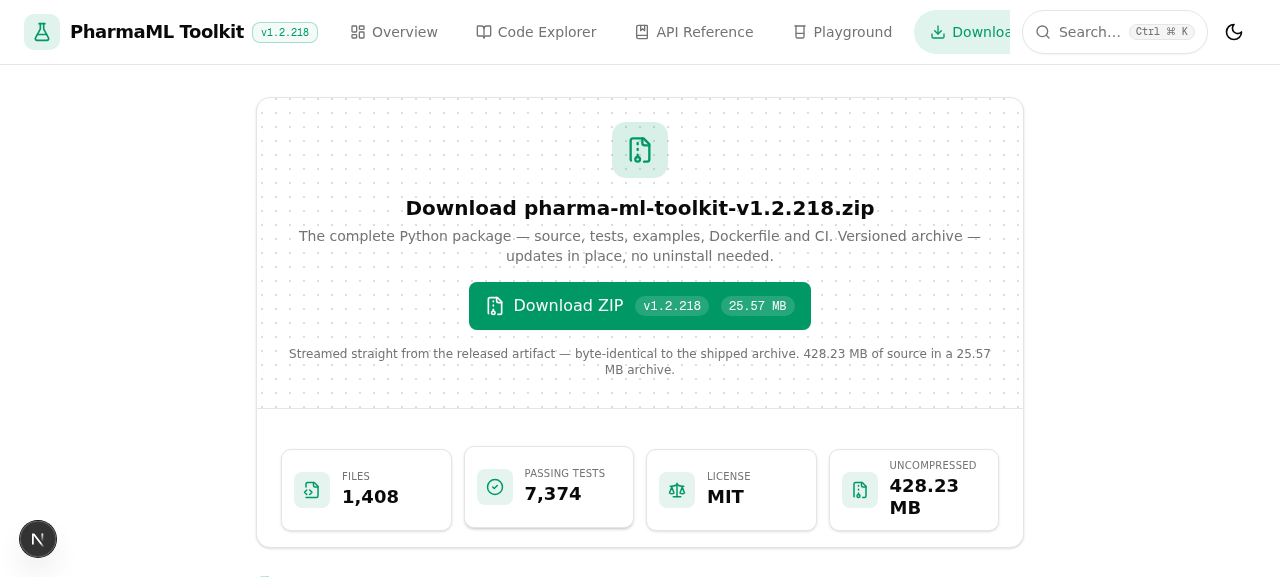 PharmaML Toolkit v1.2.218 Overview Code Explorer API Reference Playground Downloa Search... Ctrl ⌘ K
Download pharma-ml-toolkit-v1.2.218.zip
The complete Python package — source, tests, examples, Dockerfile and CI. Versioned archive —
updates in place, no uninstall needed.
Download ZIP v1.2.218 25.57 MB
Streamed straight from the released artifact — byte-identical to the shipped archive. 428.23 MB of source in a 25.57
MB archive.
FILES
1,408
PASSING TESTS
7,374
LICENSE
MIT
UNCOMPRESSED
428.23
MB
N